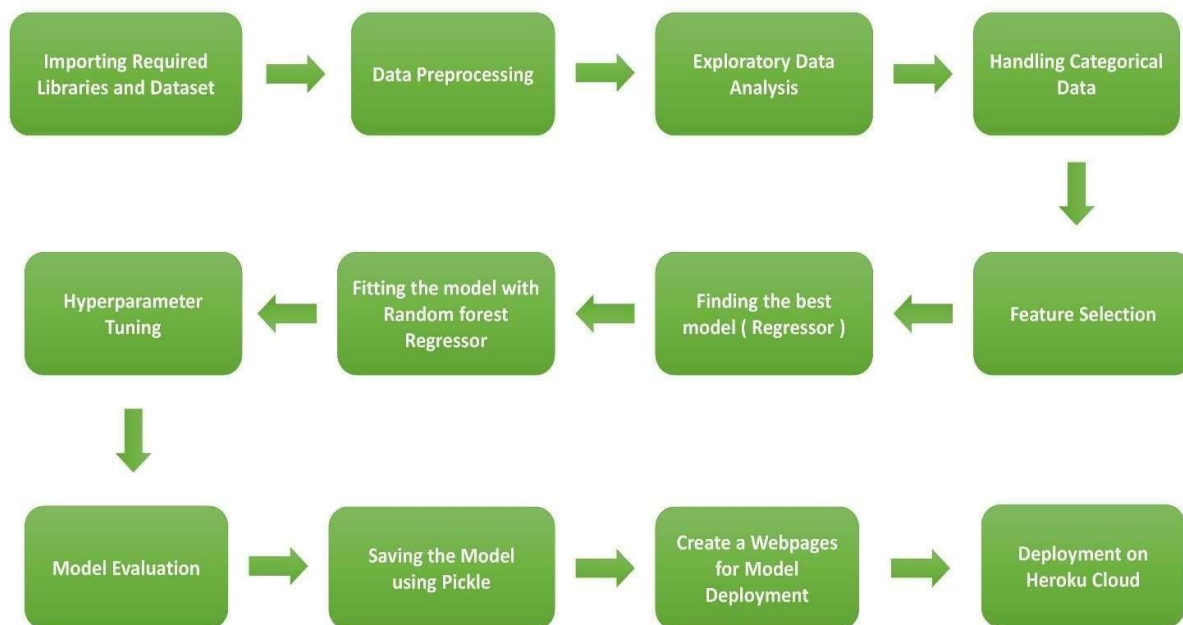 Importing Required
Libraries and Dataset
Data Preprocessing
Exploratory Data
Analysis
Handling Categorical
Data
Feature Selection
Finding the best
model ( Regressor )
Fitting the model with
Random forest
Regressor
Hyperparameter
Tuning
Model Evaluation
Saving the Model
using Pickle
Create a Webpages
for Model
Deployment
Deployment on
Heroku Cloud